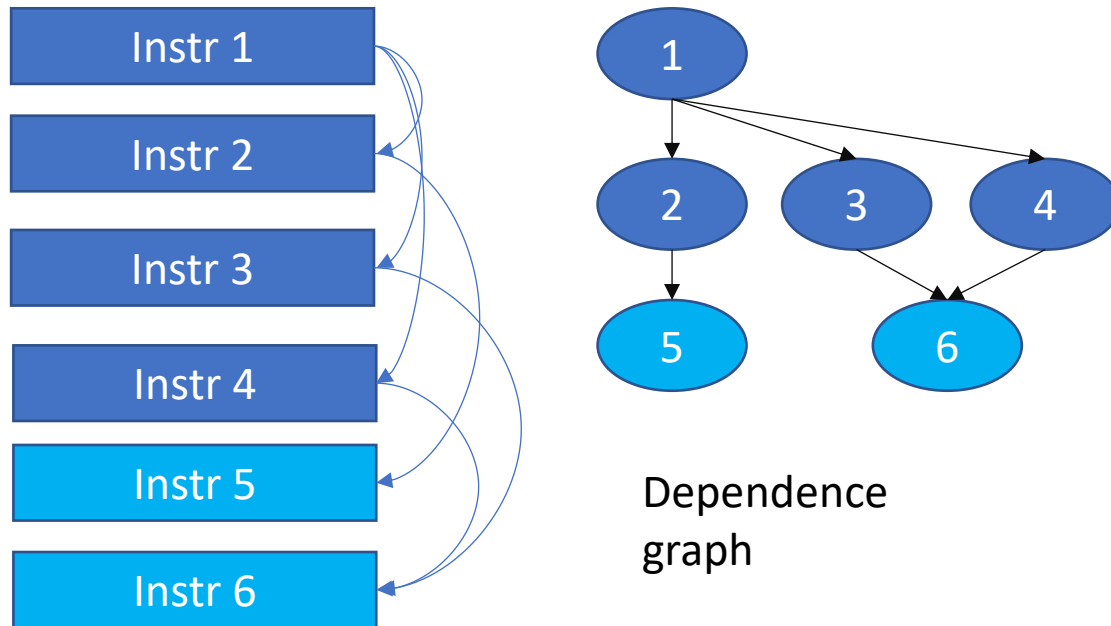 Instr 1
Instr 2
Instr 3
Instr 4
Instr 5
Instr 6
1
2
3
4
5
6
Dependence
graph